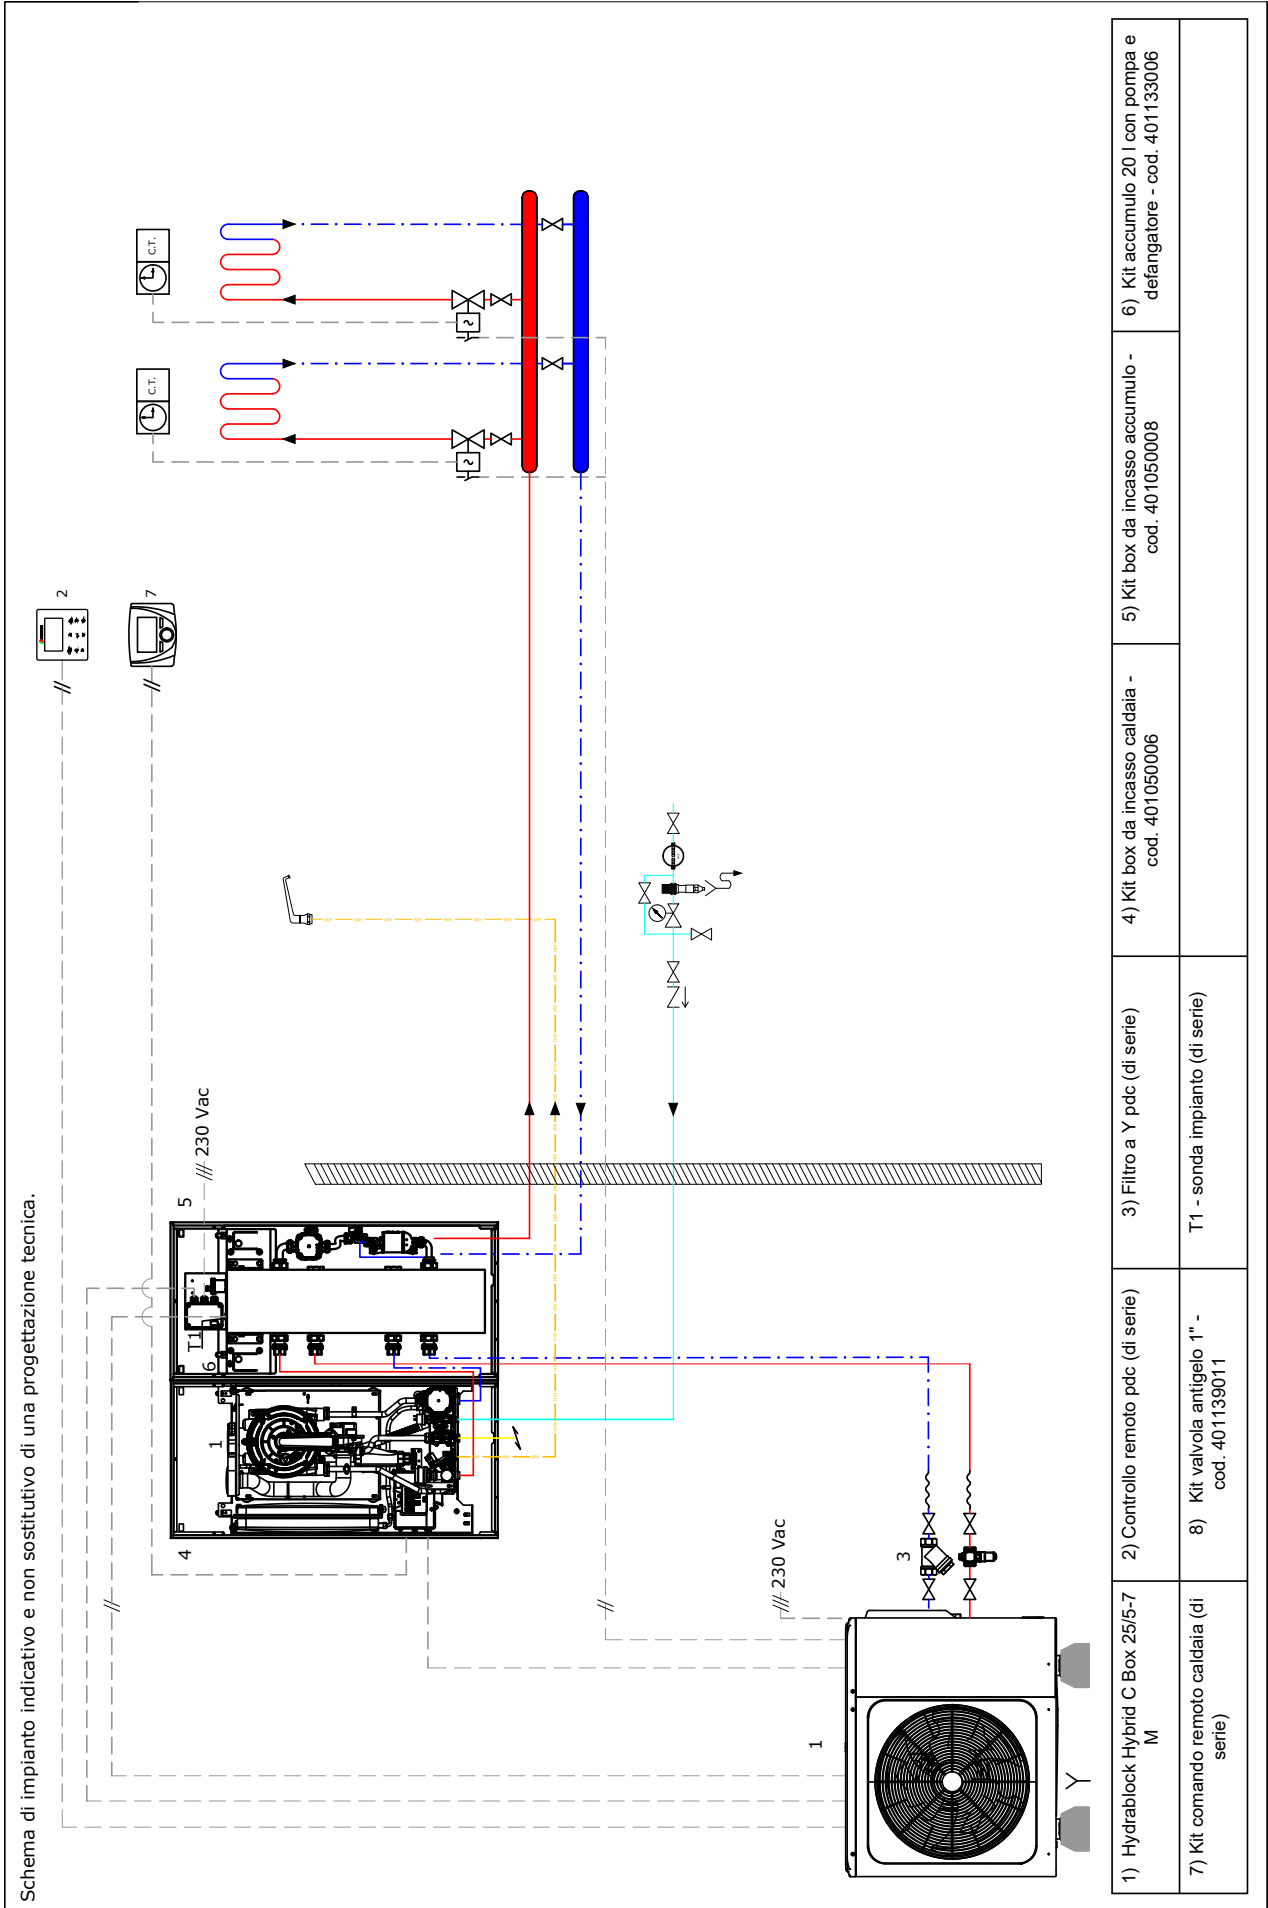 Schema di impianto indicativo e non sostitutivo di una progettazione tecnica.
2
7
C.T.
C.T.
230 Vac
5
T1
6
1
4
230 Vac
3
1
1) Hydrablock Hybrid C Box 25/5-7
M
2) Controllo remoto pdc (di serie)
3) Filtro a Y pdc (di serie)
4) Kit box da incasso caldaia -
cod. 401050006
5) Kit box da incasso accumulo -
cod. 401050008
6) Kit accumulo 20 l con pompa e
defangatore - cod. 401133006
7) Kit comando remoto caldaia (di
serie)
8) Kit valvola antigelo 1" -
cod. 401139011
T1 - sonda impianto (di serie)